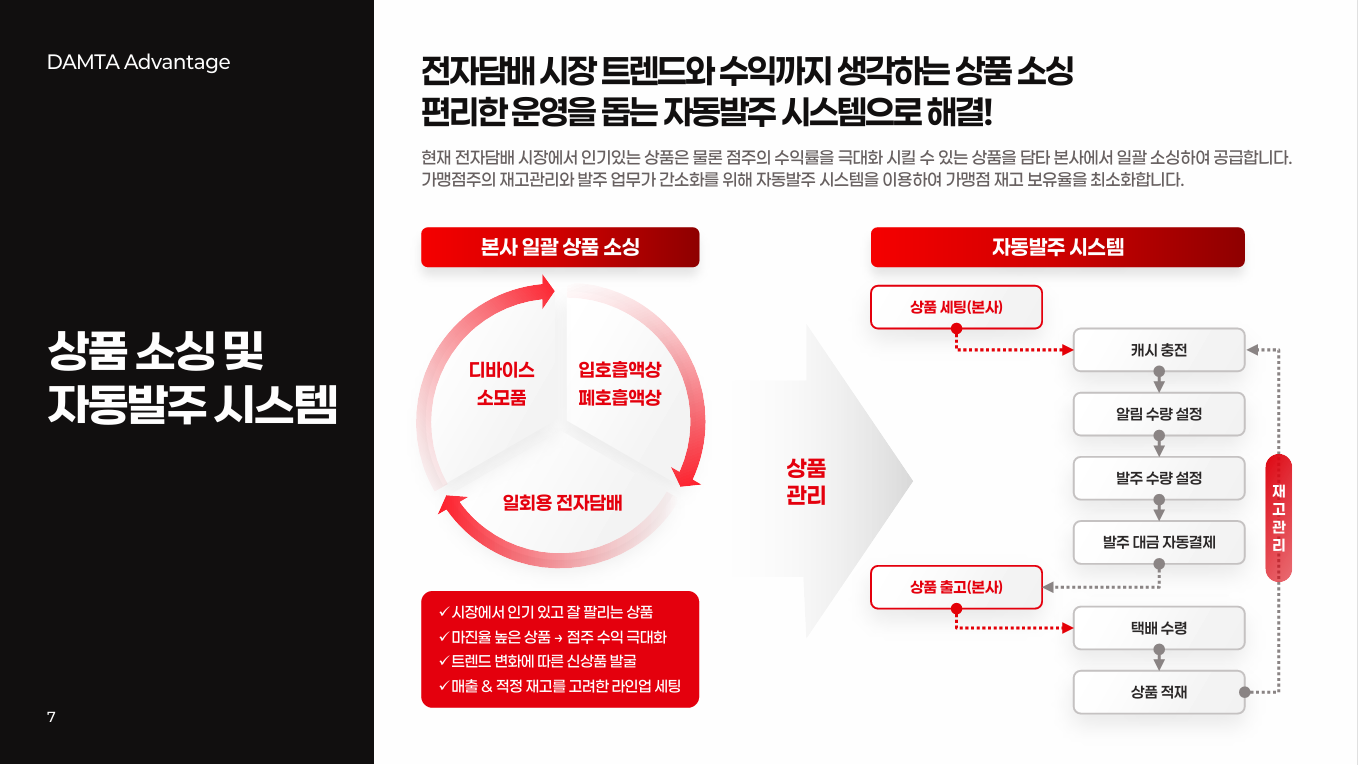 DAMTA Advantage
상품 소싱 및
자동발주 시스템
7
전자담배 시장 트렌드와 수익까지 생각하는 상품 소싱
편리한 운영을 돕는 자동발주 시스템으로 해결!
현재 전자담배 시장에서 인기있는 상품은 물론 점주의 수익률을 극대화 시킬 수 있는 상품을 담타 본사에서 일괄 소싱하여 공급합니다.
가맹점주의 재고관리와 발주 업무가 간소화를 위해 자동발주 시스템을 이용하여 가맹점 재고 보유율을 최소화합니다.
본사 일괄 상품 소싱
디바이스
소모품
입호흡액상
폐호흡액상
일회용 전자담배
✓시장에서 인기 있고 잘 팔리는 상품
✓마진율 높은 상품 → 점주 수익 극대화
✓트렌드 변화에 따른 신상품 발굴
✓매출 & 적정 재고를 고려한 라인업 세팅
상품
관리
자동발주 시스템
상품 세팅(본사)
캐시 충전
알림 수량 설정
발주 수량 설정
발주 대금 자동결제
상품 출고(본사)
택배 수령
상품 적재
재
고
관
리